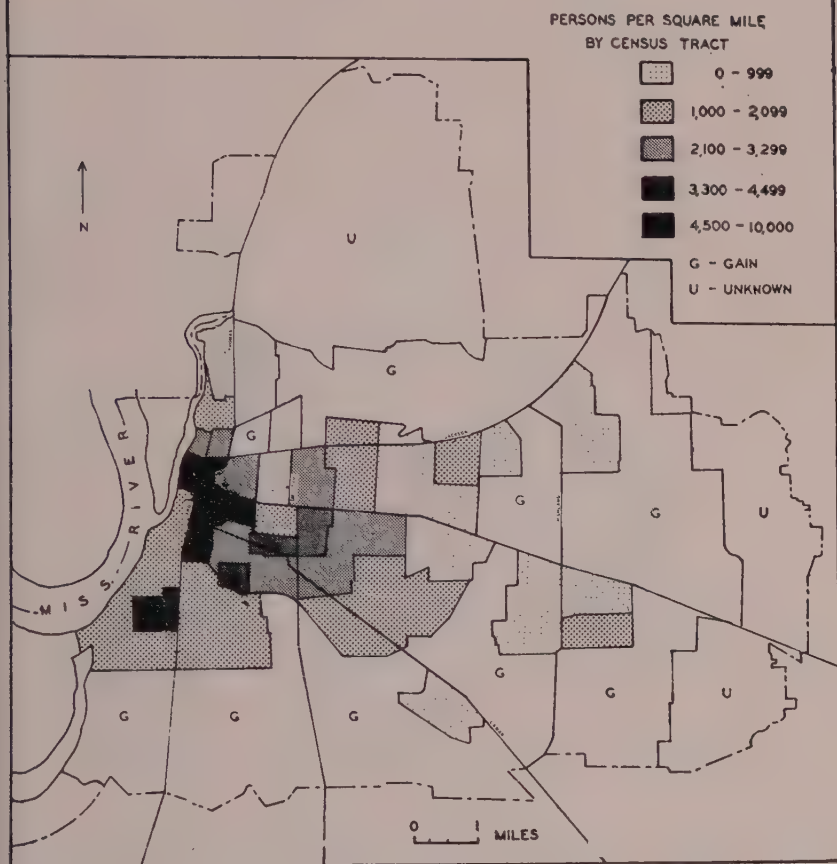 PERSONS PER SQUARE MILE
BY CENSUS TRACT
0 - 999
1,000 - 2,099
2,100 - 3,299
3,300 - 4,499
4,500 - 10,000
G - GAIN
U - UNKNOWN
N
U
G
G
G
G
U
MISS. RIVER
G
G
G
G
G
U
0 1 MILES